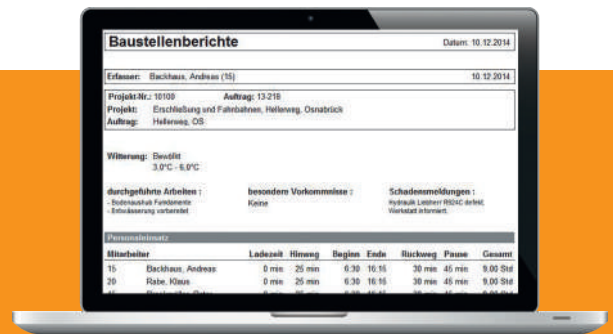 Baustellenberichte Datum: 10.12.2014
Erfasser: Backhaus, Andreas (15) 10.12.2014
Projekt-Nr.: 10100 Auftrag: 13-216
Projekt: Erschließung und Fahrbahnen, Hellerweg, Osnabrück
Auftrag: Hellerweg, OS
Witterung: Bewölkt
3,0°C - 6,0°C
durchgeführte Arbeiten : besondere Vorkommnisse : Schadensmeldungen :
- Bodenaushub Fundamente Keine Hydraulik Liebherr R924C defekt.
- Entwässerung vorbereitet Werkstatt informiert.
Personaleinsatz
Mitarbeiter Ladezeit Hinweg Beginn Ende Rückweg Pause Gesamt
15 Backhaus, Andreas 0 min 25 min 6:30 16:15 30 min 45 min 9,00 Std
20 Rabe, Klaus 0 min 25 min 6:30 16:15 30 min 45 min 9,00 Std